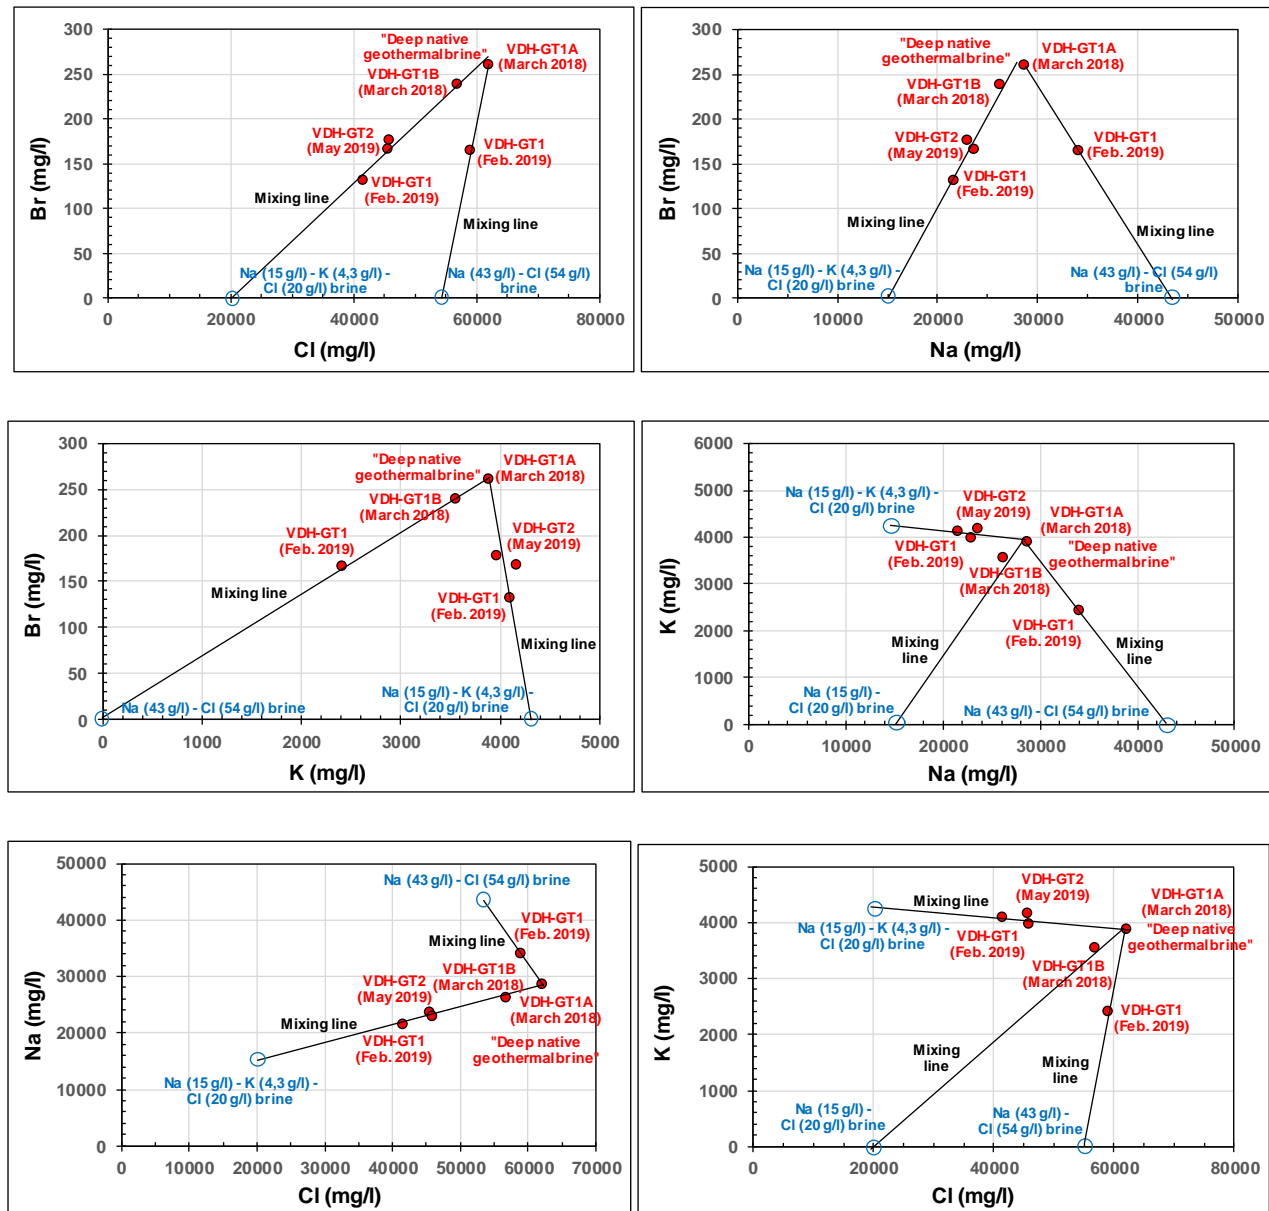 300
250
200
150
100
50
0
Br (mg/l)
"Deep native
geothermalbrine"
VDH-GT1A
(March 2018)
VDH-GT1B
(March 2018)
VDH-GT2
(May 2019)
VDH-GT1
(Feb. 2019)
VDH-GT1
(Feb. 2019)
Mixing line
Mixing line
Na (15 g/l) - K (4,3 g/l) -
Cl (20 g/l) brine
Na (43 g/l) - Cl (54 g/l)
brine
0 20000 40000 60000 80000
Cl (mg/l)
300
250
200
150
100
50
0
Br (mg/l)
"Deep native
geothermalbrine"
VDH-GT1A
(March 2018)
VDH-GT1B
(March 2018)
VDH-GT2
(May 2019)
VDH-GT1
(Feb. 2019)
VDH-GT1
(Feb. 2019)
Mixing line
Mixing line
Na (15 g/l) - K (4,3 g/l) -
Cl (20 g/l) brine
Na (43 g/l) - Cl (54 g/l)
brine
0 10000 20000 30000 40000 50000
Na (mg/l)
300
250
200
150
100
50
0
Br (mg/l)
"Deep native
geothermalbrine"
VDH-GT1A
(March 2018)
VDH-GT1B
(March 2018)
VDH-GT1
(Feb. 2019)
VDH-GT2
(May 2019)
VDH-GT1
(Feb. 2019)
Mixing line
Mixing line
Na (43 g/l) - Cl (54 g/l) brine
Na (15 g/l) - K (4,3 g/l) -
Cl (20 g/l) brine
0 1000 2000 3000 4000 5000
K (mg/l)
6000
5000
4000
3000
2000
1000
0
K (mg/l)
Na (15 g/l) - K (4,3 g/l) -
Cl (20 g/l) brine
VDH-GT2
(May 2019)
VDH-GT1A
(March 2018)
VDH-GT1
(Feb. 2019)
"Deep native
geothermalbrine"
VDH-GT1B
(March 2018)
VDH-GT1
(Feb. 2019)
Mixing
line
Mixing
line
Na (15 g/l) -
Cl (20 g/l) brine
Na (43 g/l) - Cl (54 g/l) brine
0 10000 20000 30000 40000 50000
Na (mg/l)
50000
40000
30000
20000
10000
0
Na (mg/l)
Na (43 g/l) - Cl (54 g/l) brine
VDH-GT1
(Feb. 2019)
Mixing line
VDH-GT1B
(March 2018)
VDH-GT2
(May 2019)
VDH-GT1A
(March 2018)
Mixing line
VDH-GT1
(Feb. 2019)
"Deep native
geothermalbrine"
Na (15 g/l) - K (4,3 g/l) -
Cl (20 g/l) brine
0 10000 20000 30000 40000 50000 60000 70000
Cl (mg/l)
5000
4000
3000
2000
1000
0
K (mg/l)
Mixing line
VDH-GT2
(May 2019)
VDH-GT1A
(March 2018)
Na (15 g/l) - K (4,3 g/l) -
Cl (20 g/l) brine
VDH-GT1
(Feb. 2019)
"Deep native
geothermalbrine"
VDH-GT1B
(March 2018)
VDH-GT1
(Feb. 2019)
Mixing
line
Mixing
line
Na (15 g/l) -
Cl (20 g/l) brine
Na (43 g/l) -
Cl (54 g/l) brine
0 20000 40000 60000 80000
Cl (mg/l)